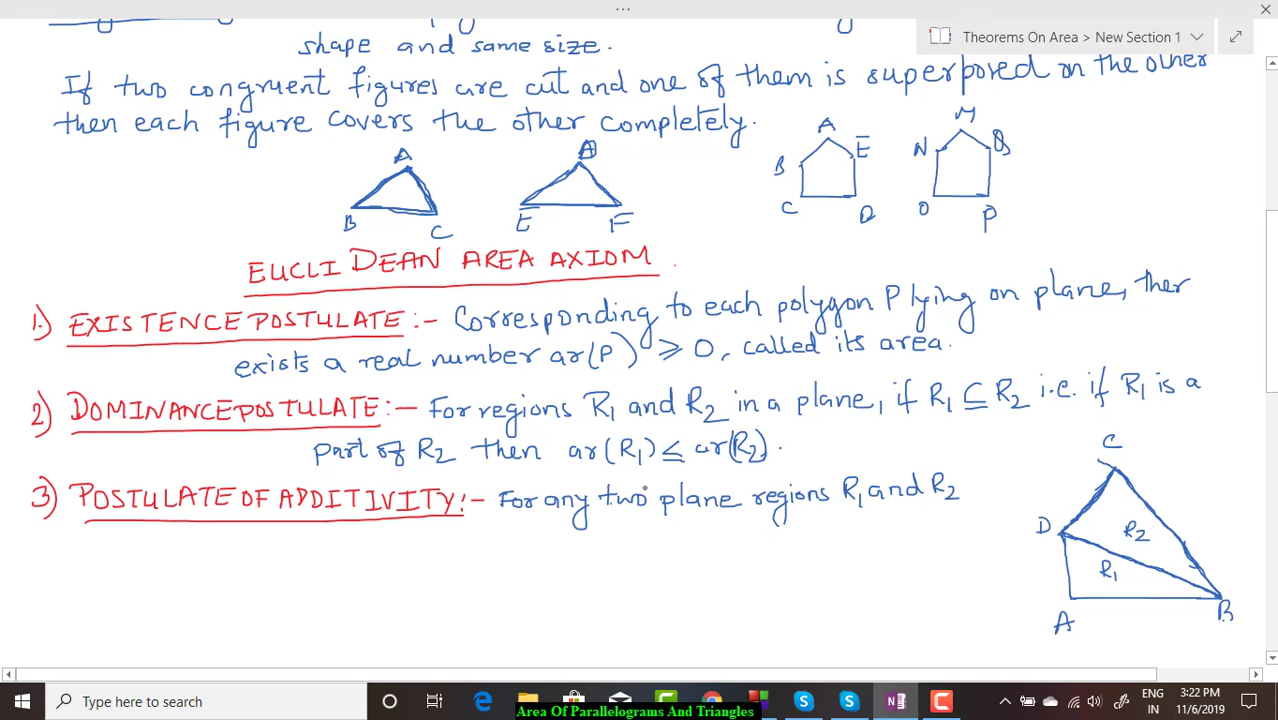 Theorems On Area > New Section 1
shape and same size.
If two congruent figures are cut and one of them is superposed on the other
then each figure covers the other completely.
A
B
C
E
F
A
B
E
C
D
M
N
O
P
EUCLIDEAN AREA AXIOM
1.) EXISTENCE POSTULATE :- Corresponding to each polygon P lying on plane, ther
exists a real number ar(P) ⩾ 0, called its area.
2) DOMINANCE POSTULATE :- For regions R1 and R2 in a plane, if R1 ⊆ R2 i.e. if R1 is a
part of R2 then ar(R1) ≤ ar(R2).
3) POSTULATE OF ADDITIVITY :- For any two plane regions R1 and R2
C
D
R2
R1
A
B
Type here to search
ENG
IN
3:22 PM
11/6/2019
Area Of Parallelograms And Triangles